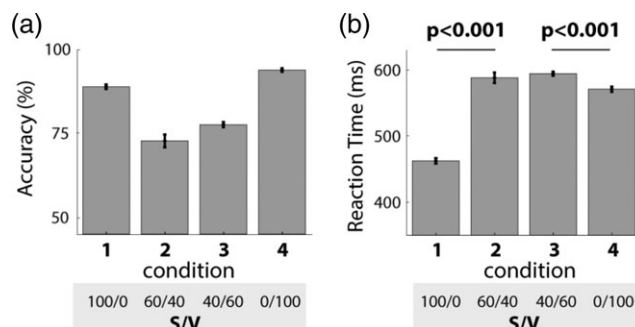 (a)
100
75
50
Accuracy (%)
1 2 3 4
condition
100/0 60/40 40/60 0/100
S/V
(b)
p<0.001 p<0.001
600
500
400
Reaction Time (ms)
1 2 3 4
condition
100/0 60/40 40/60 0/100
S/V